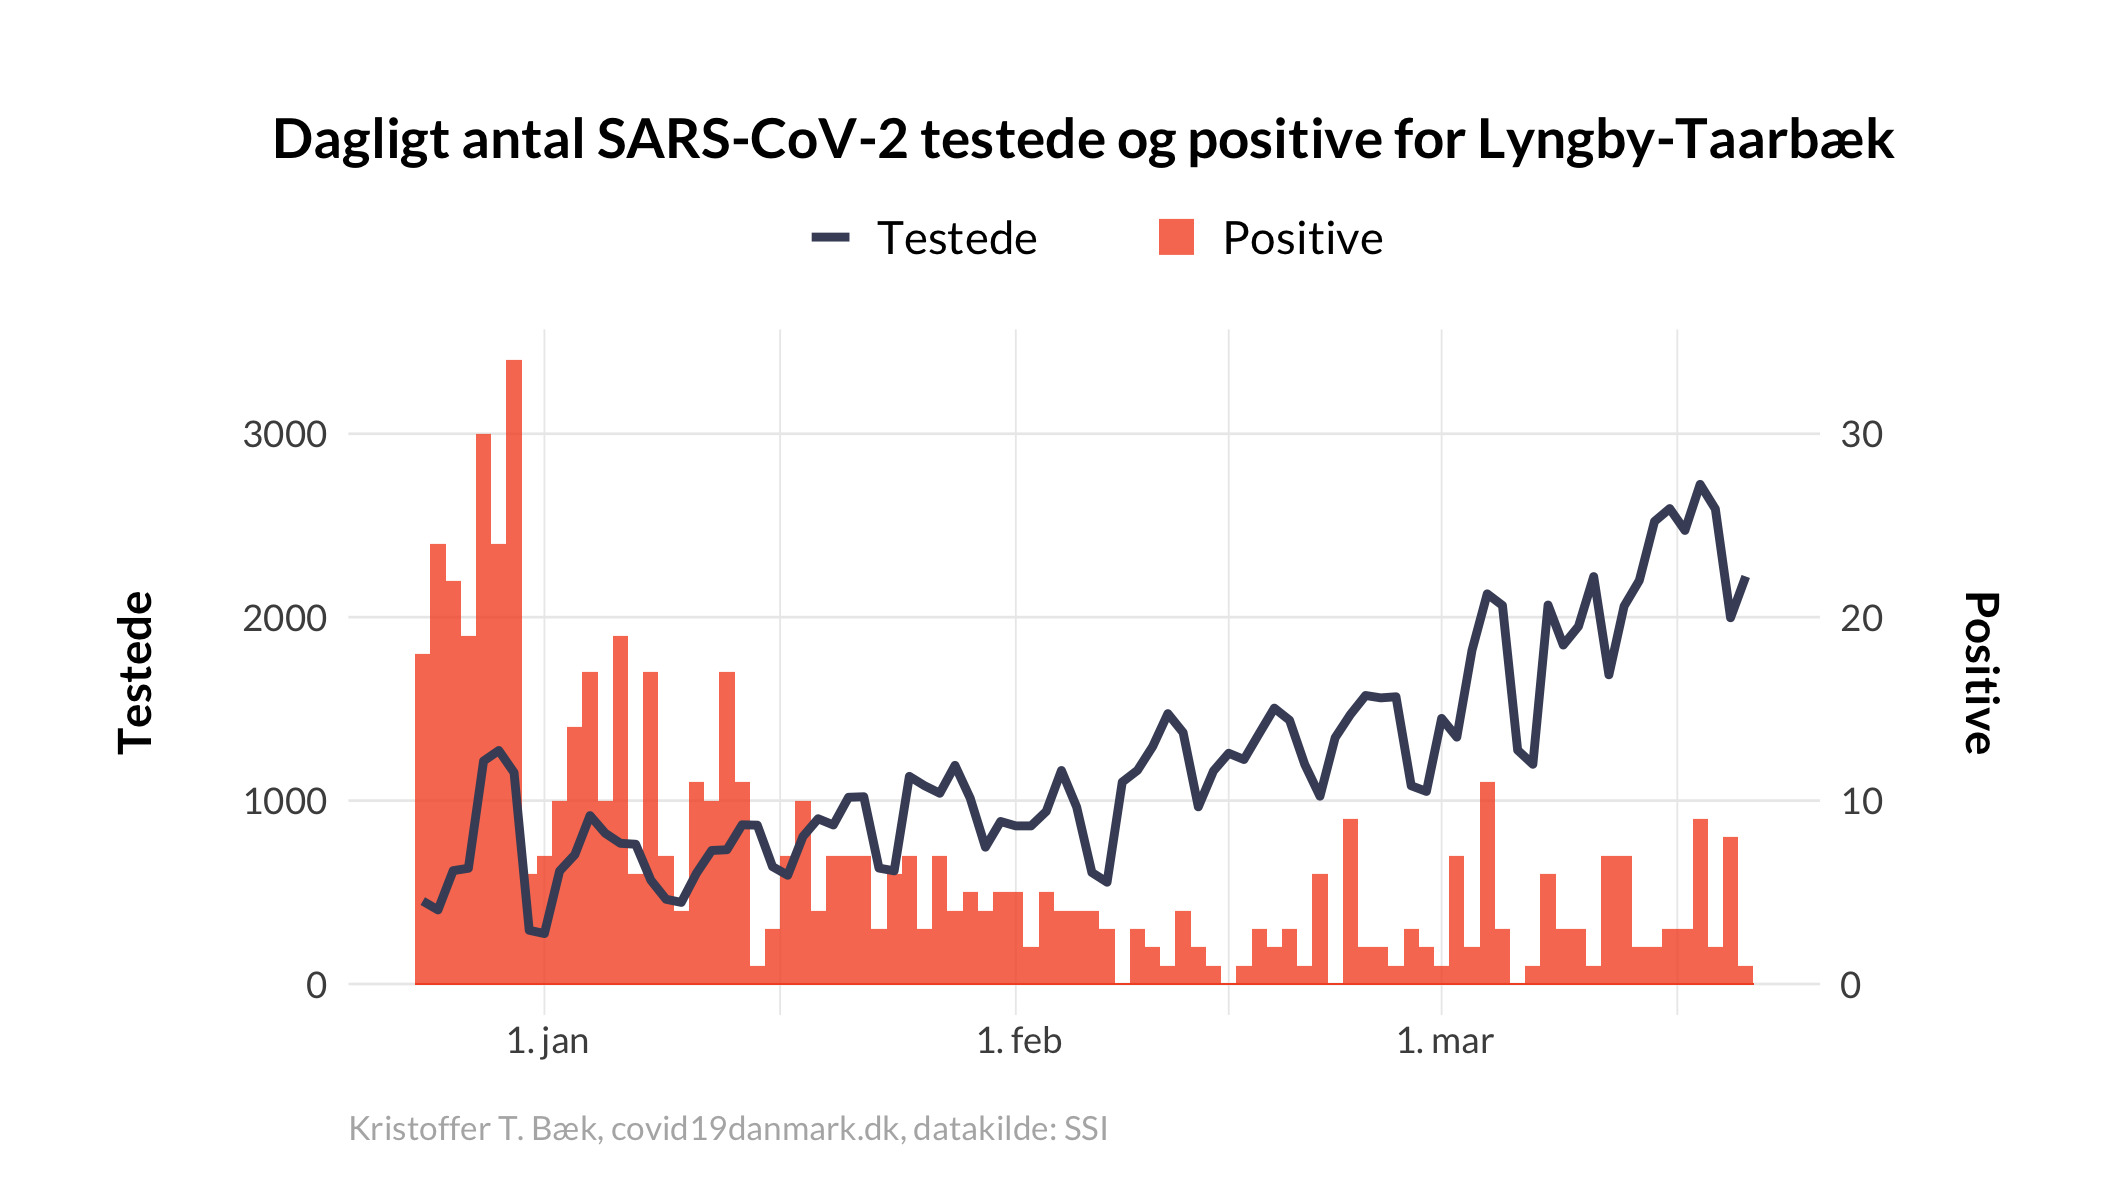 Dagligt antal SARS-CoV-2 testede og positive for Lyngby-Taarbæk
Testede
Positive
Testede
3000
2000
1000
0
30
20
10
0
Positive
1. jan
1. feb
1. mar
Kristoffer T. Bæk, covid19danmark.dk, datakilde: SSI